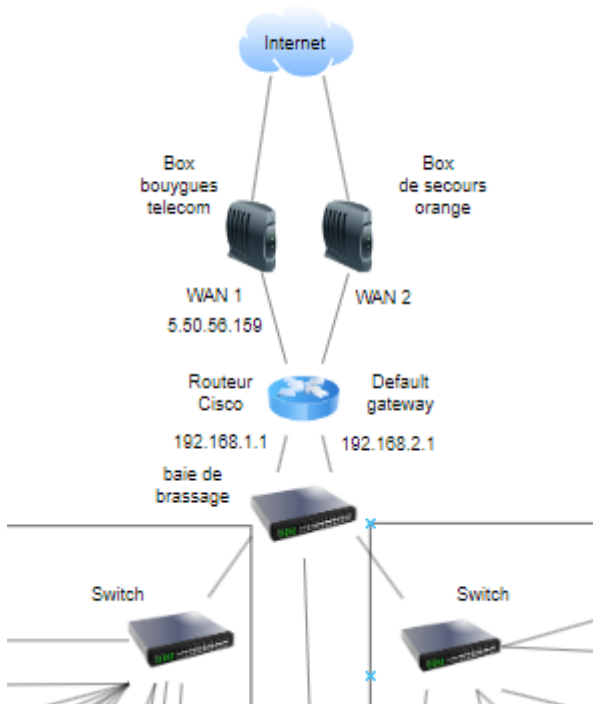 Internet
Box
bouygues
telecom
Box
de secours
orange
WAN 1
5.50.56.159
WAN 2
Routeur
Cisco
Default
gateway
192.168.1.1
192.168.2.1
baie de
brassage
Switch
Switch